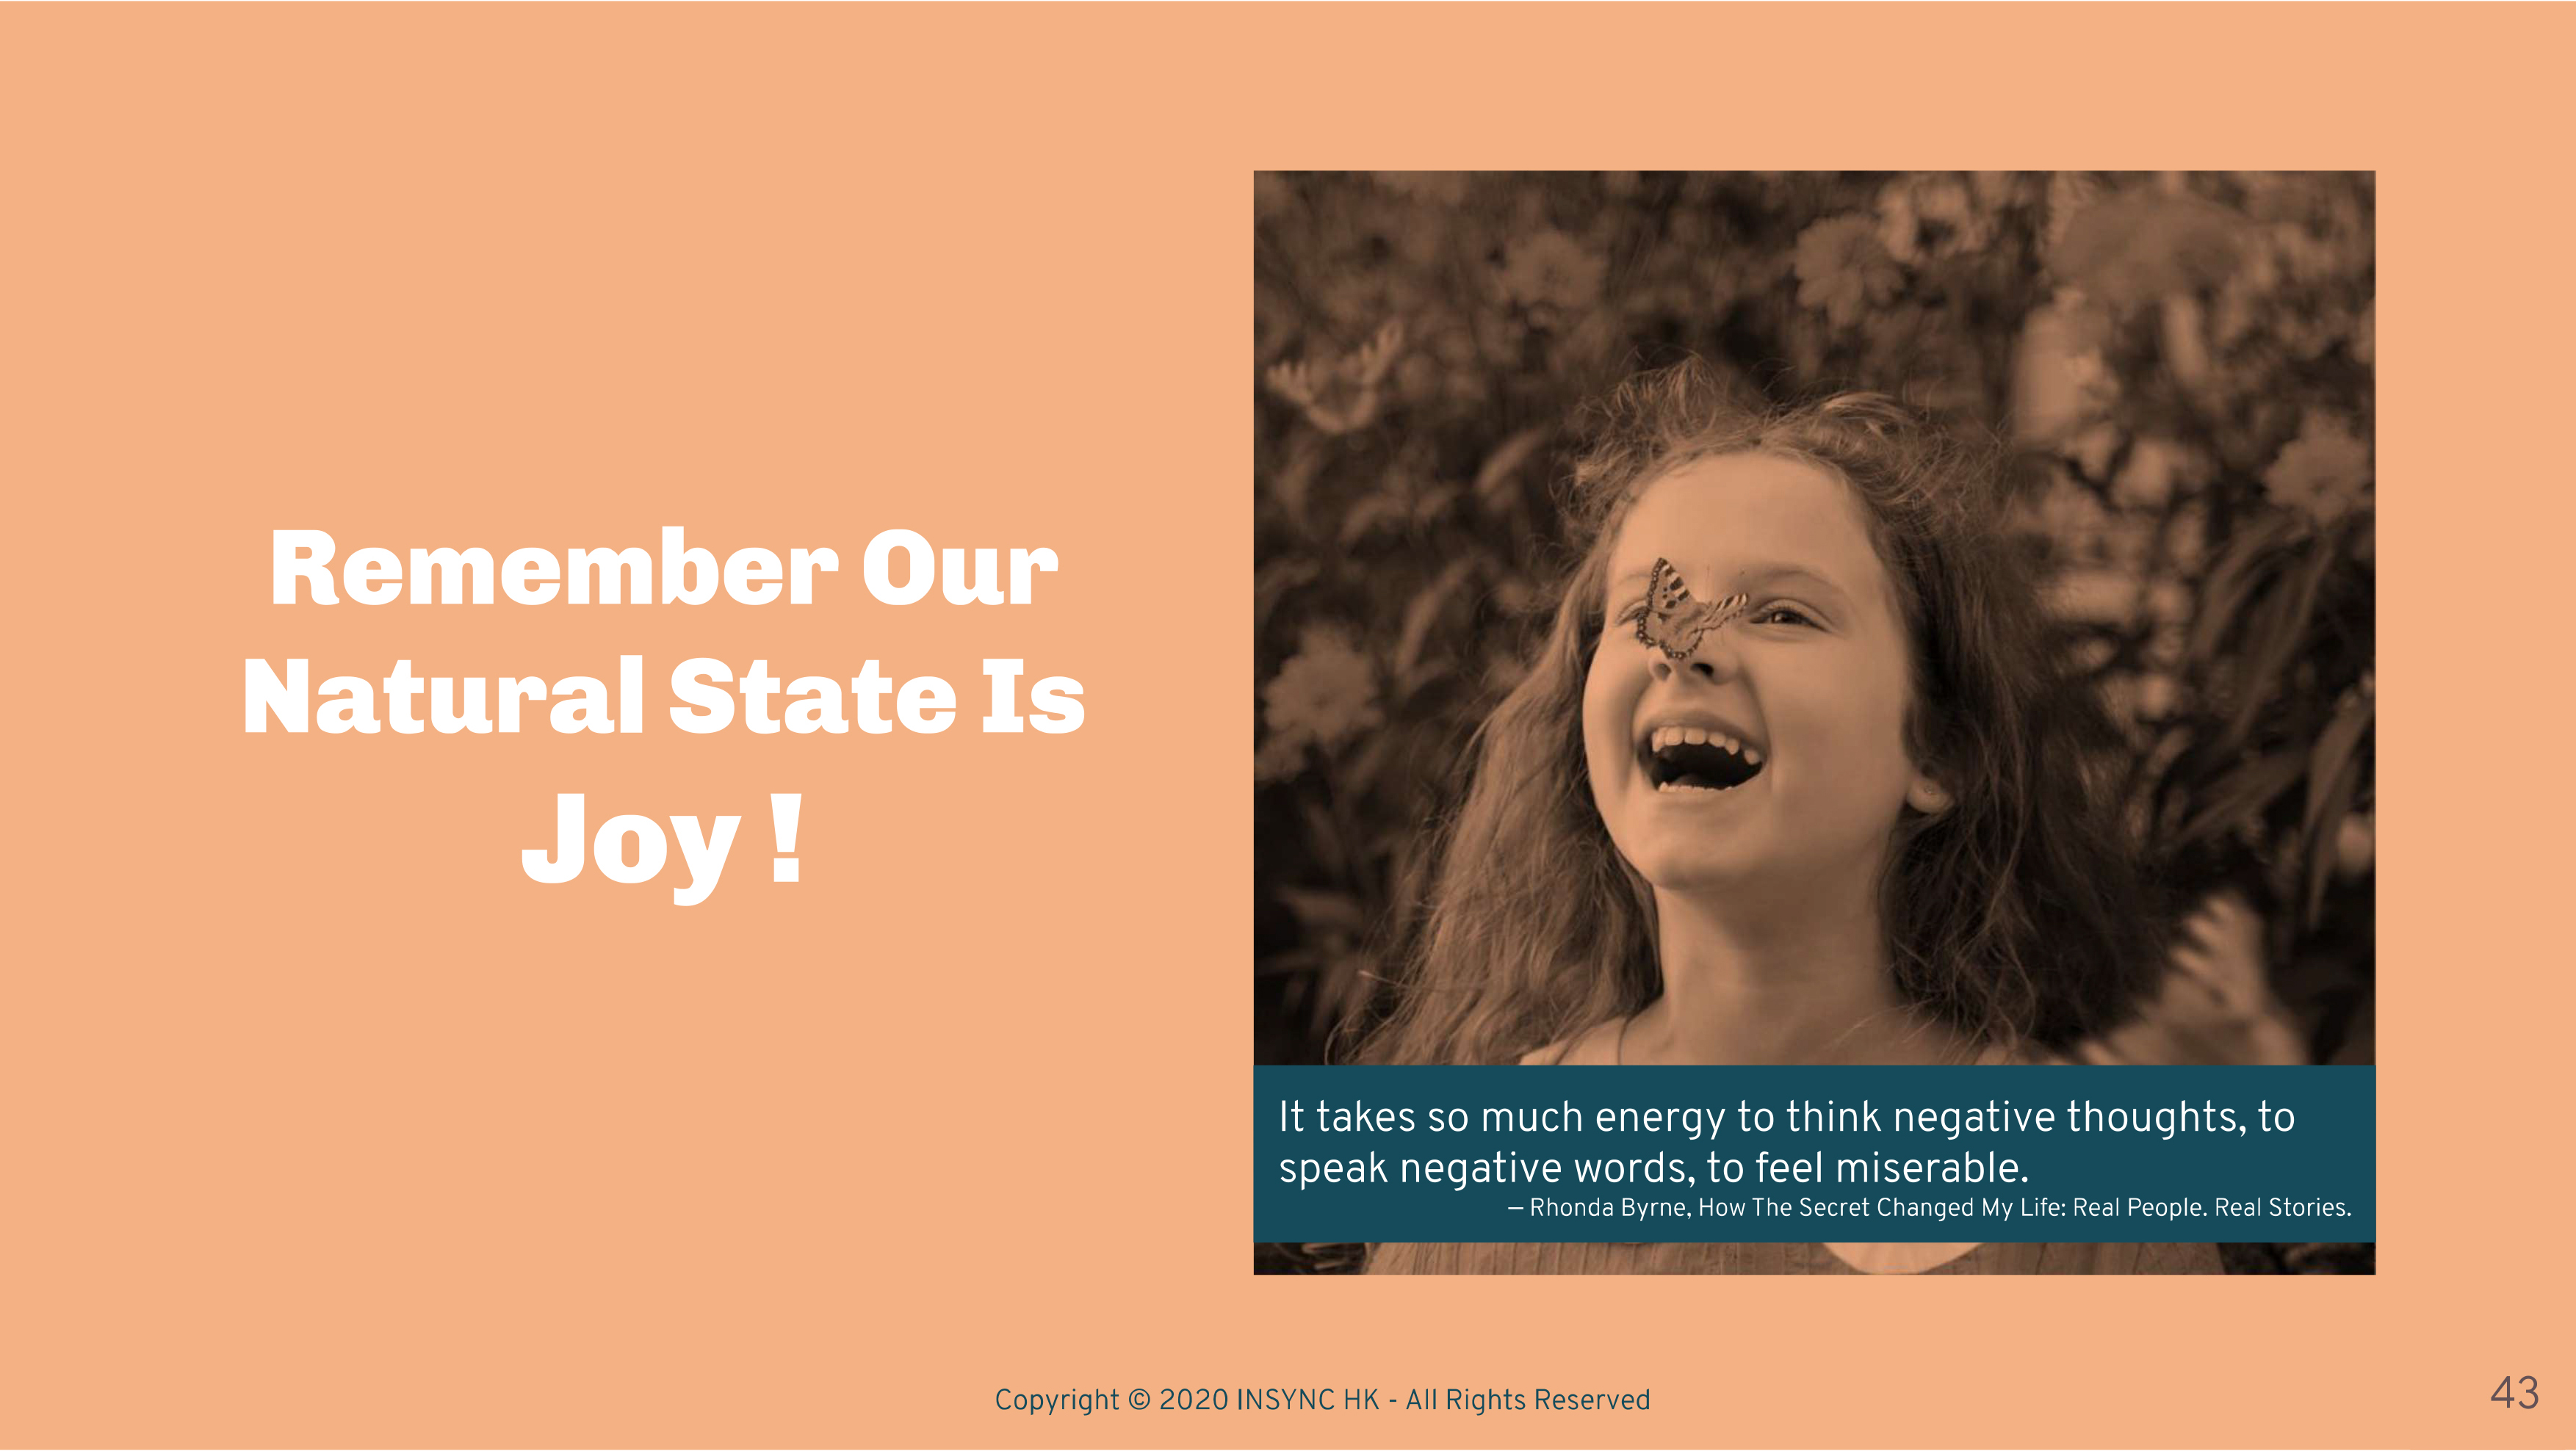 Remember Our
Natural State Is
Joy !
It takes so much energy to think negative thoughts, to
speak negative words, to feel miserable.
— Rhonda Byrne, How The Secret Changed My Life: Real People. Real Stories.
Copyright © 2020 INSYNC HK - All Rights Reserved
43